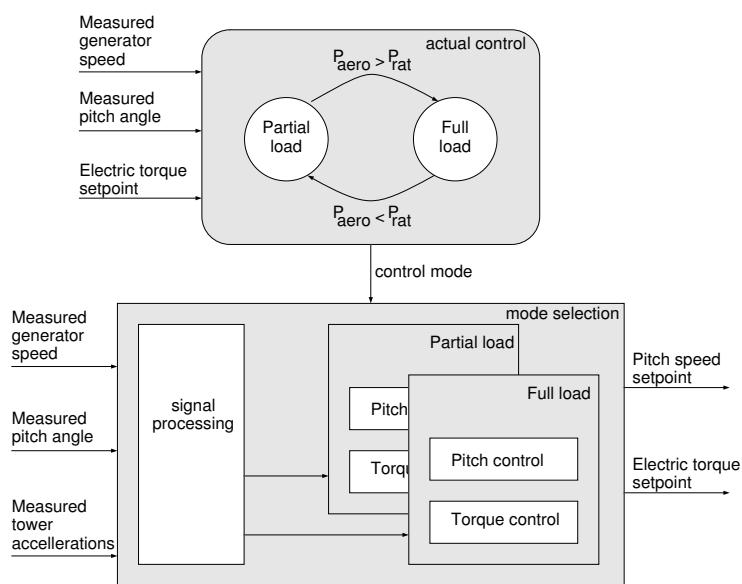 Measured
generator
speed
Measured
pitch angle
Electric torque
setpoint
actual control
P_aero > P_rat
Partial
load
Full
load
P_aero < P_rat
control mode
Measured
generator
speed
Measured
pitch angle
Measured
tower
accellerations
mode selection
signal
processing
Partial load
Pitch
Torqu
Full load
Pitch control
Torque control
Pitch speed
setpoint
Electric torque
setpoint